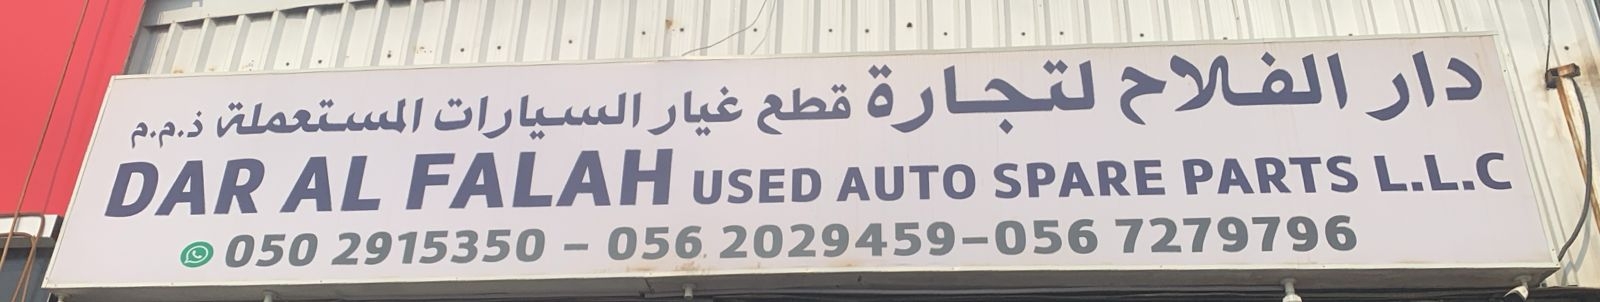 دار الفلاح لتجارة قطع غيار السيارات المستعملة ذ.م.م
DAR AL FALAH USED AUTO SPARE PARTS L.L.C
050 2915350 - 056 2029459-056 7279796